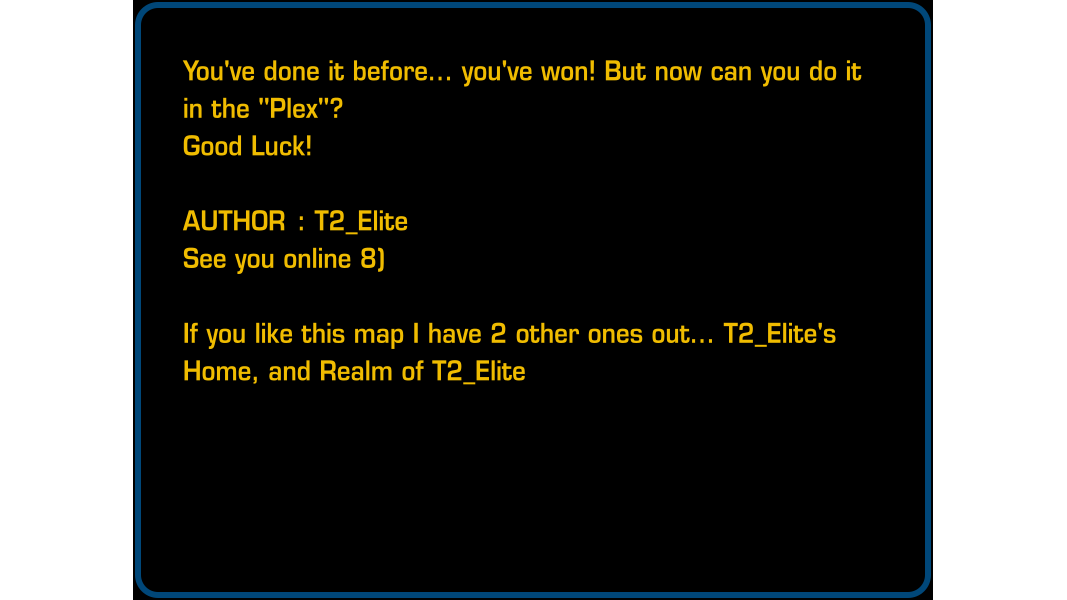 You've done it before... you've won! But now can you do it
in the "Plex"?
Good Luck!
AUTHOR : T2_Elite
See you online 8)
If you like this map I have 2 other ones out... T2_Elite's
Home, and Realm of T2_Elite